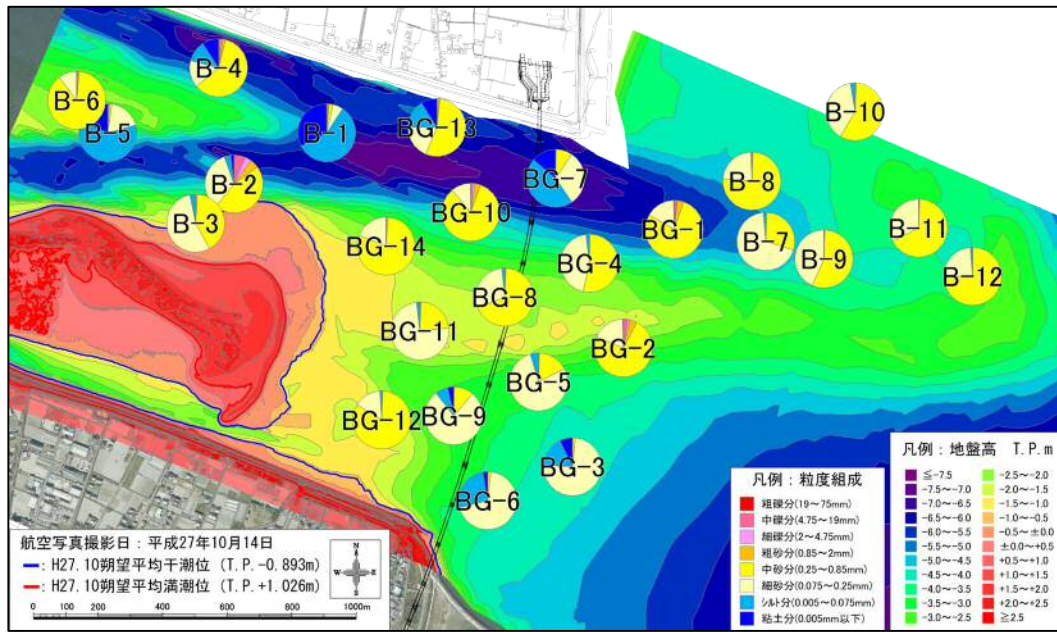 B-4
B-6
B-5
B-1
BG-13
B-10
BG-7
B-8
B-2
B-3
BG-10
BG-14
BG-1
B-7
B-11
BG-4
B-9
B-12
BG-8
BG-11
BG-2
BG-5
BG-12
BG-9
BG-3
BG-6
凡例：粒度組成
粗礫分(19～75mm)
中礫分(4.75～19mm)
細礫分(2～4.75mm)
粗砂分(0.85～2mm)
中砂分(0.25～0.85mm)
細砂分(0.075～0.25mm)
ｼﾙﾄ分(0.005～0.075mm)
粘土分(0.005mm以下)
凡例：地盤高 T.P.m
≦-7.5
-7.5～-7.0
-7.0～-6.5
-6.5～-6.0
-6.0～-5.5
-5.5～-5.0
-5.0～-4.5
-4.5～-4.0
-4.0～-3.5
-3.5～-3.0
-3.0～-2.5
-2.5～-2.0
-2.0～-1.5
-1.5～-1.0
-1.0～-0.5
-0.5～±0.0
±0.0～+0.5
+0.5～+1.0
+1.0～+1.5
+1.5～+2.0
+2.0～+2.5
≧2.5
航空写真撮影日：平成27年10月14日
：H27.10朔望平均干潮位 (T.P.-0.893m)
：H27.10朔望平均満潮位 (T.P.+1.026m)
N
W E
S
0 200 400 600 800 1000m